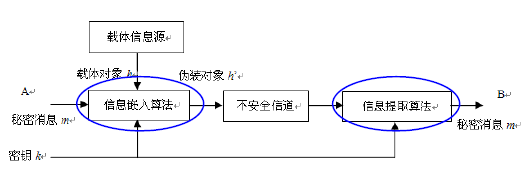 载体信息源
载体对象 h
伪装对象 h'
A
信息嵌入算法
不安全信道
信息提取算法
B
秘密消息 m
秘密消息 m
密钥 k